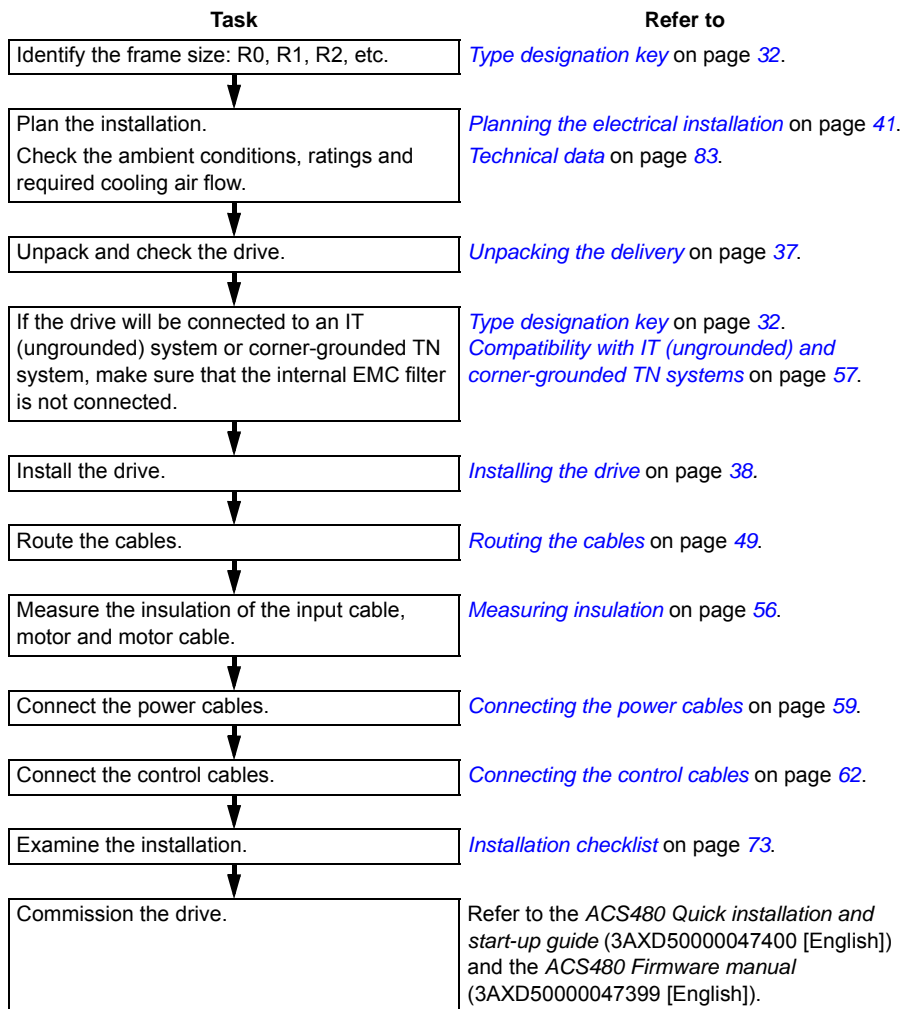 Task Refer to
Identify the frame size: R0, R1, R2, etc. Type designation key on page 32.
Plan the installation. Planning the electrical installation on page 41.
Check the ambient conditions, ratings and Technical data on page 83.
required cooling air flow.
Unpack and check the drive. Unpacking the delivery on page 37.
If the drive will be connected to an IT Type designation key on page 32.
(ungrounded) system or corner-grounded TN Compatibility with IT (ungrounded) and
system, make sure that the internal EMC filter corner-grounded TN systems on page 57.
is not connected.
Install the drive. Installing the drive on page 38.
Route the cables. Routing the cables on page 49.
Measure the insulation of the input cable, Measuring insulation on page 56.
motor and motor cable.
Connect the power cables. Connecting the power cables on page 59.
Connect the control cables. Connecting the control cables on page 62.
Examine the installation. Installation checklist on page 73.
Commission the drive. Refer to the ACS480 Quick installation and
start-up guide (3AXD50000047400 [English])
and the ACS480 Firmware manual
(3AXD50000047399 [English]).